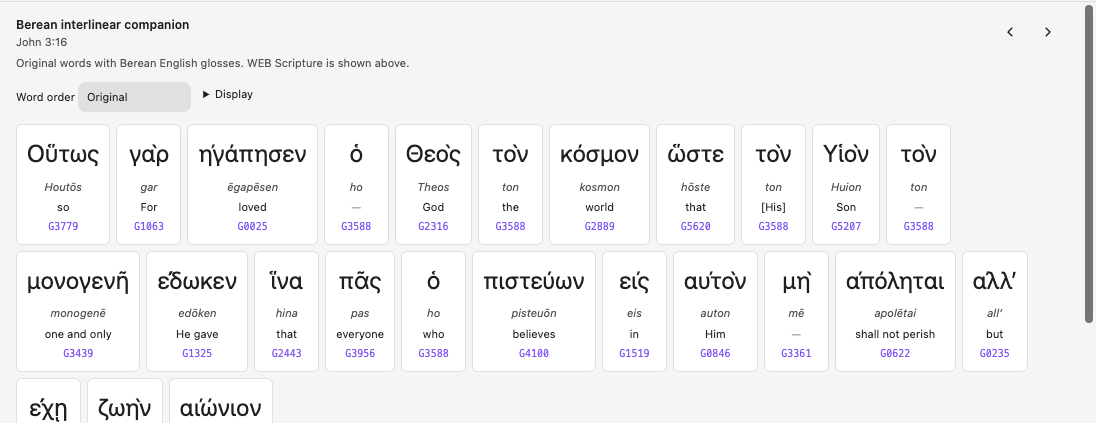 Berean interlinear companion
John 3:16
Original words with Berean English glosses. WEB Scripture is shown above.
Word order Original ▶ Display
Οὕτως γὰρ ἠγάπησεν ὁ Θεὸς τὸν κόσμον ὥστε τὸν Υἱὸν τὸν
Houtōs gar ēgapēsen ho Theos ton kosmon hōste ton Huion ton
so For loved — God the world that [His] Son —
G3779 G1063 G0025 G3588 G2316 G3588 G2889 G5620 G3588 G5207 G3588
μονογενῆ ἔδωκεν ἵνα πᾶς ὁ πιστεύων εἰς αὐτὸν μὴ ἀπόληται ἀλλ’
monogenē edōken hina pas ho pisteuōn eis auton mē apolētai all’
one and only He gave that everyone who believes in Him — shall not perish but
G3439 G1325 G2443 G3956 G3588 G4100 G1519 G0846 G3361 G0622 G0235
ἔχῃ ζωὴν αἰώνιον